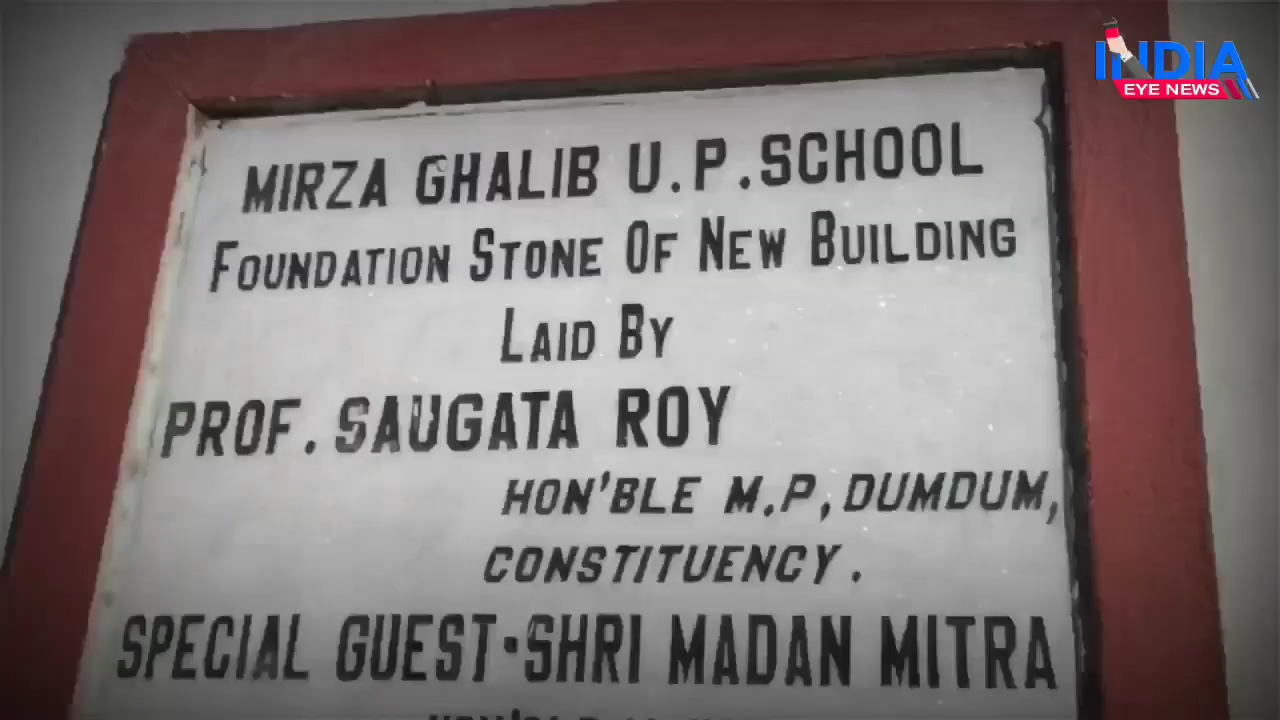 INDIA
EYE NEWS
MIRZA GHALIB U.P.SCHOOL
FOUNDATION STONE OF NEW BUILDING
LAID BY
PROF. SAUGATA ROY
HON'BLE M.P, DUMDUM,
CONSTITUENCY.
SPECIAL GUEST·SHRI MADAN MITRA